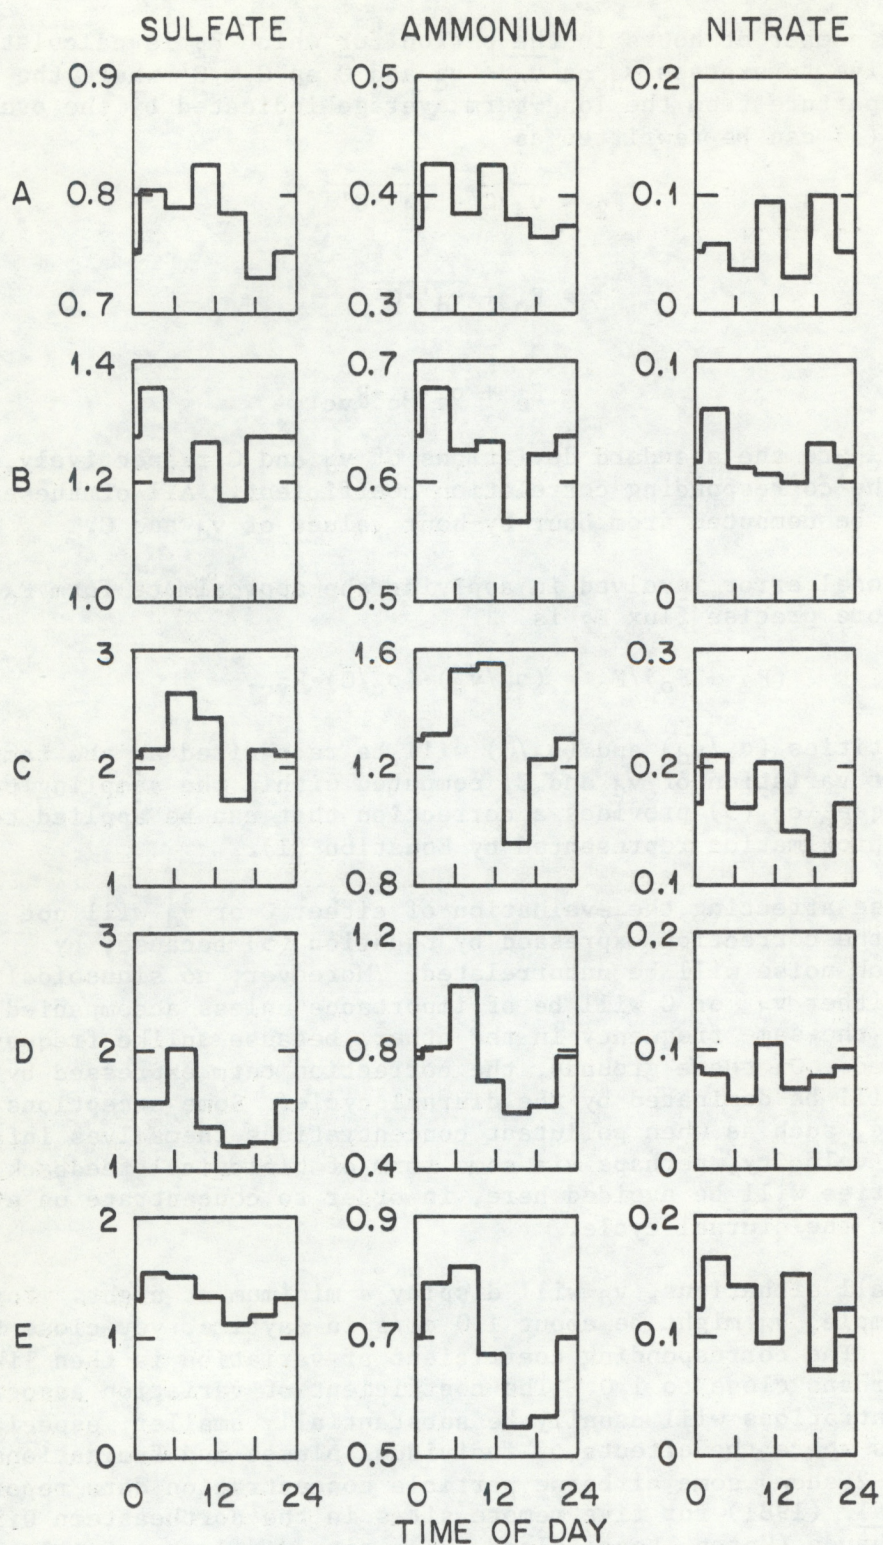 SULFATE AMMONIUM NITRATE
0.9 0.5 0.2
A 0.8 0.4 0.1
0.7 0.3 0
1.4 0.7 0.1
B 1.2 0.6
1.0 0.5 0
3 1.6 0.3
C 2 1.2 0.2
1 0.8 0.1
3 1.2 0.2
D 2 0.8 0.1
1 0.4 0
2 0.9 0.2
E 1 0.7 0.1
0 0.5 0
0 12 24 0 12 24 0 12 24
TIME OF DAY